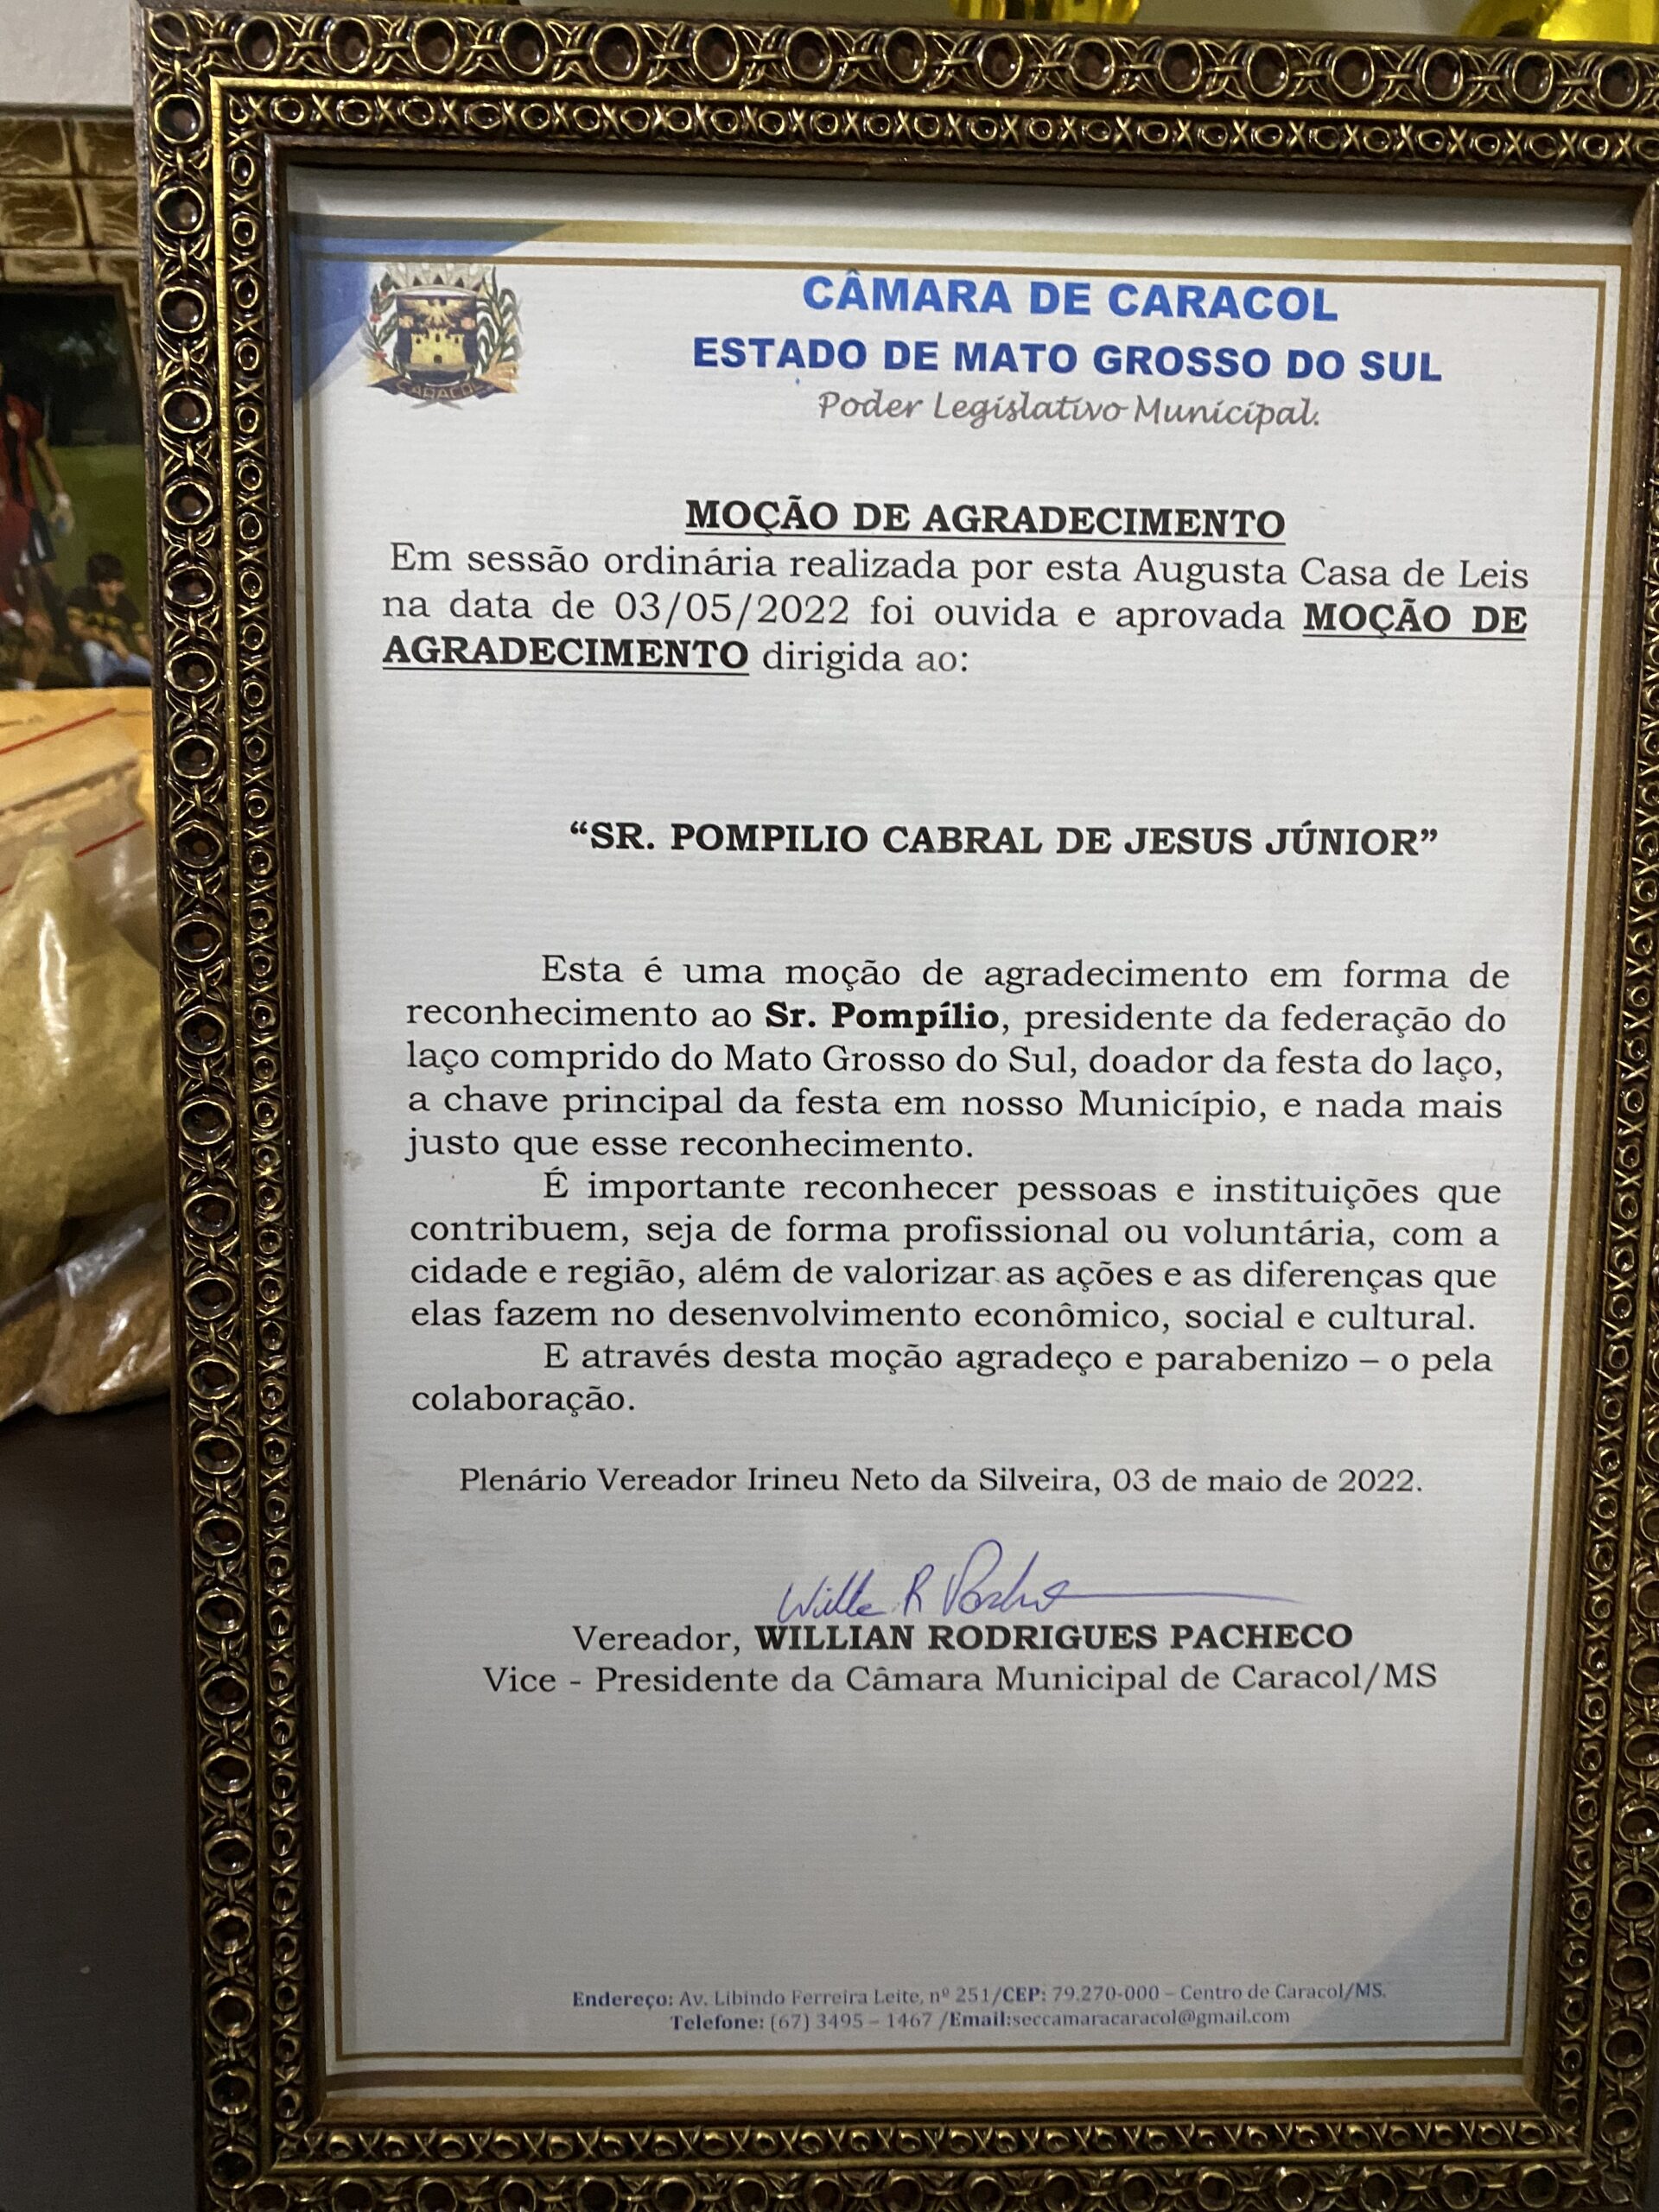 CÂMARA DE CARACOL
ESTADO DE MATO GROSSO DO SUL
Poder Legislativo Municipal.
CARACOL
MOÇÃO DE AGRADECIMENTO
Em sessão ordinária realizada por esta Augusta Casa de Leis
na data de 03/05/2022 foi ouvida e aprovada MOÇÃO DE
AGRADECIMENTO dirigida ao:
“SR. POMPILIO CABRAL DE JESUS JÚNIOR”
Esta é uma moção de agradecimento em forma de
reconhecimento ao Sr. Pompílio, presidente da federação do
laço comprido do Mato Grosso do Sul, doador da festa do laço,
a chave principal da festa em nosso Município, e nada mais
justo que esse reconhecimento.
É importante reconhecer pessoas e instituições que
contribuem, seja de forma profissional ou voluntária, com a
cidade e região, além de valorizar as ações e as diferenças que
elas fazem no desenvolvimento econômico, social e cultural.
E através desta moção agradeço e parabenizo – o pela
colaboração.
Plenário Vereador Irineu Neto da Silveira, 03 de maio de 2022.
Vereador, WILLIAN RODRIGUES PACHECO
Vice - Presidente da Câmara Municipal de Caracol/MS
Endereço: Av. Libindo Ferreira Leite, nº 251/CEP: 79.270-000 – Centro de Caracol/MS.
Telefone: (67) 3495 – 1467 /Email:seccamaracaracol@gmail.com